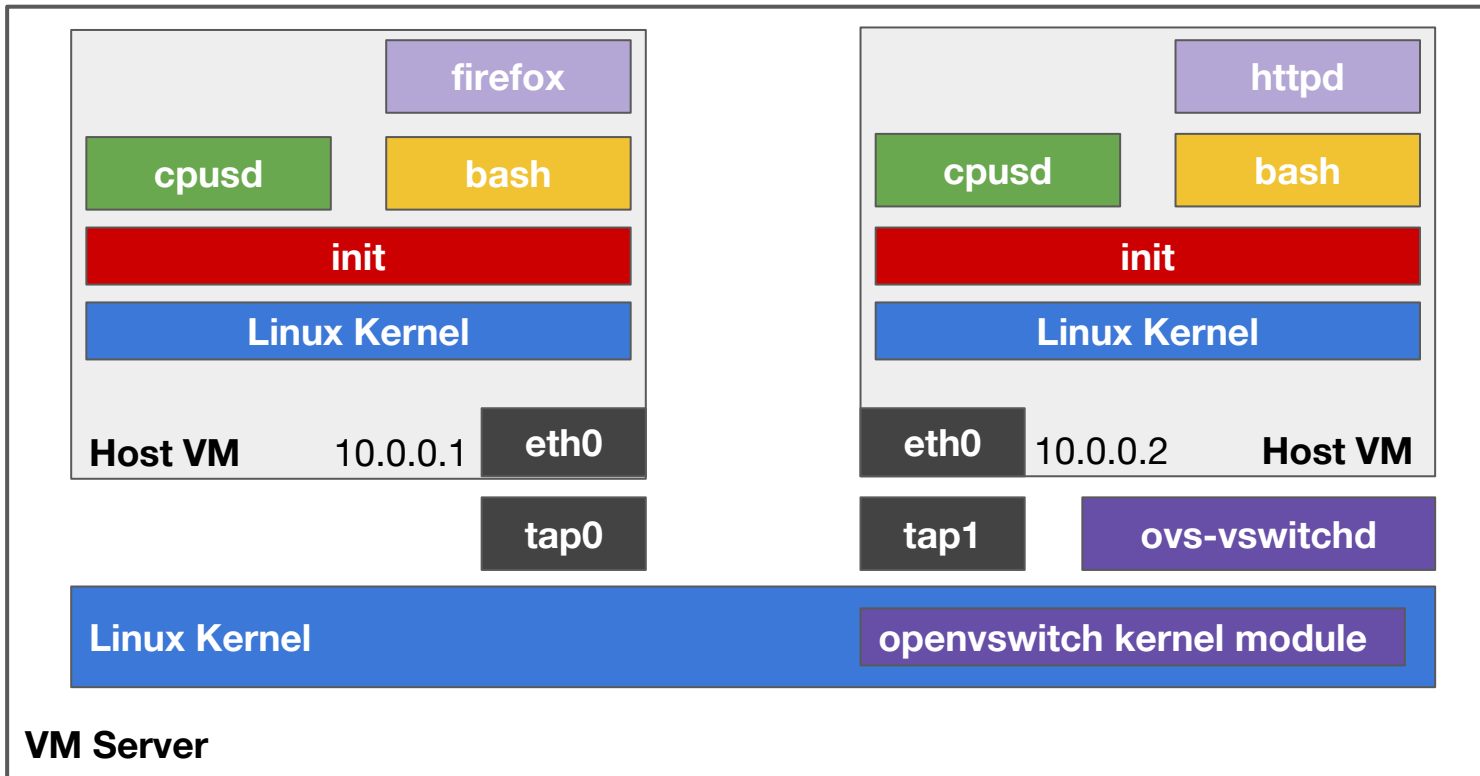 firefox
cpusd
bash
init
Linux Kernel
Host VM
10.0.0.1
eth0
tap0
httpd
cpusd
bash
init
Linux Kernel
eth0
10.0.0.2
Host VM
tap1
ovs-vswitchd
Linux Kernel
openvswitch kernel module
VM Server